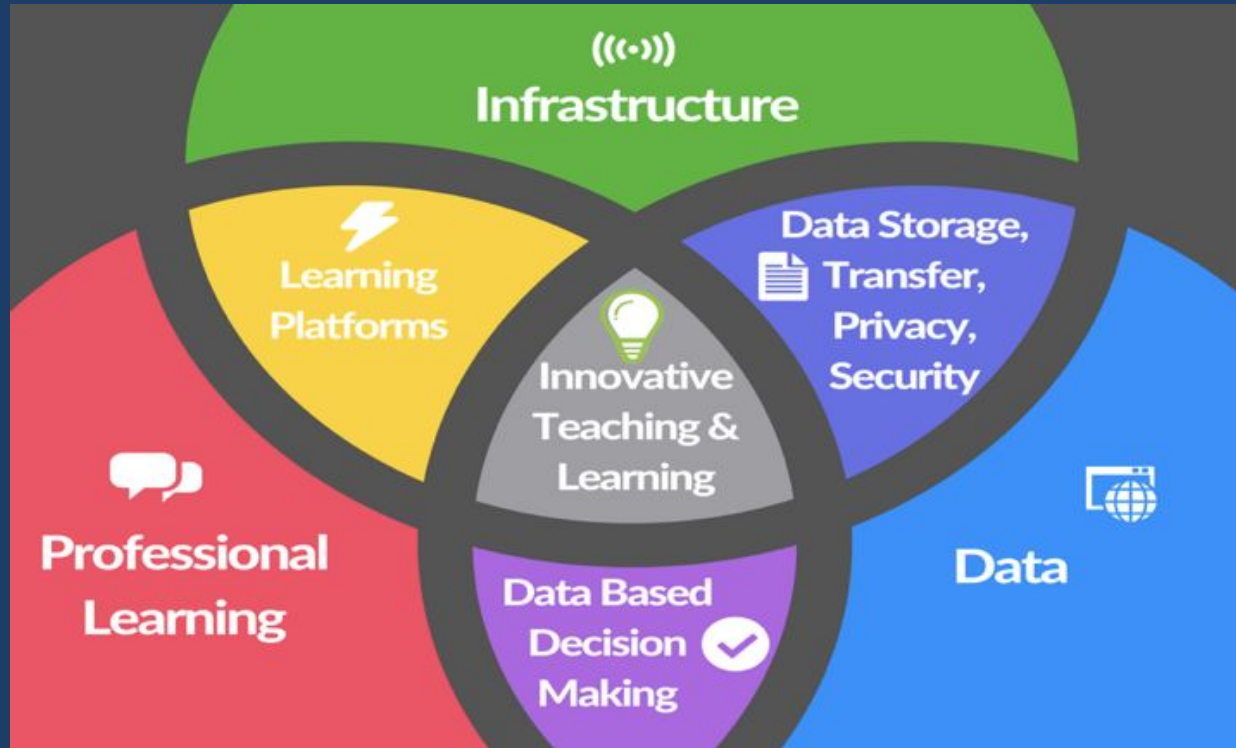 Infrastructure
Learning
Platforms
Data Storage,
Transfer,
Privacy,
Security
Innovative
Teaching &
Learning
Professional
Learning
Data
Data Based
Decision
Making